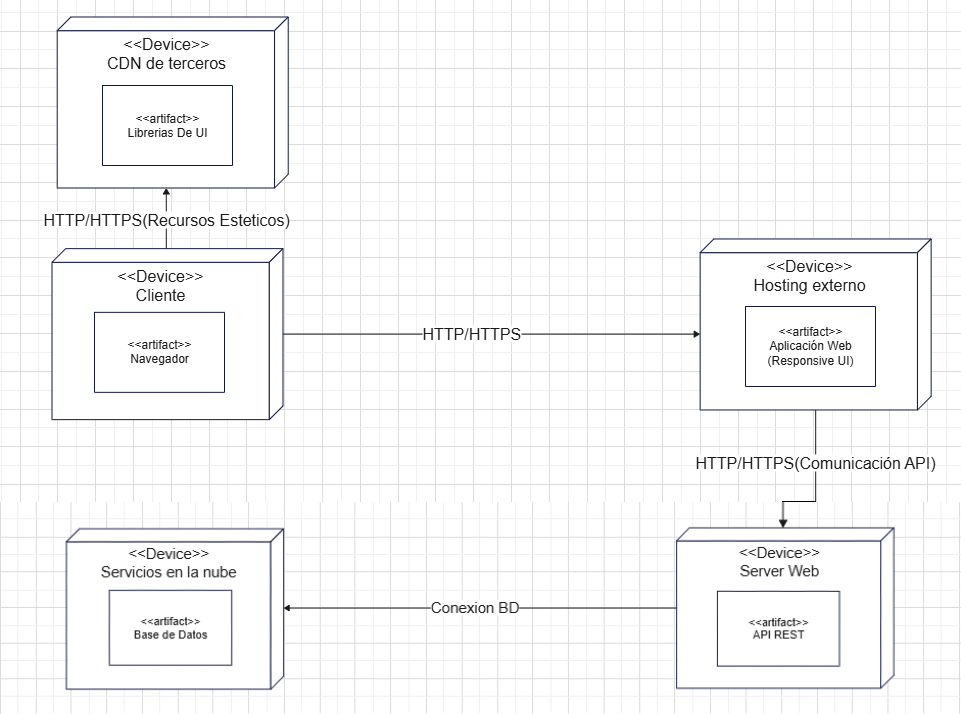 <<Device>>
CDN de terceros
<<artifact>>
Librerias De UI
HTTP/HTTPS(Recursos Esteticos)
<<Device>>
Cliente
<<artifact>>
Navegador
HTTP/HTTPS
<<Device>>
Hosting externo
<<artifact>>
Aplicación Web
(Responsive UI)
HTTP/HTTPS(Comunicación API)
<<Device>>
Servicios en la nube
<<artifact>>
Base de Datos
Conexion BD
<<Device>>
Server Web
<<artifact>>
API REST